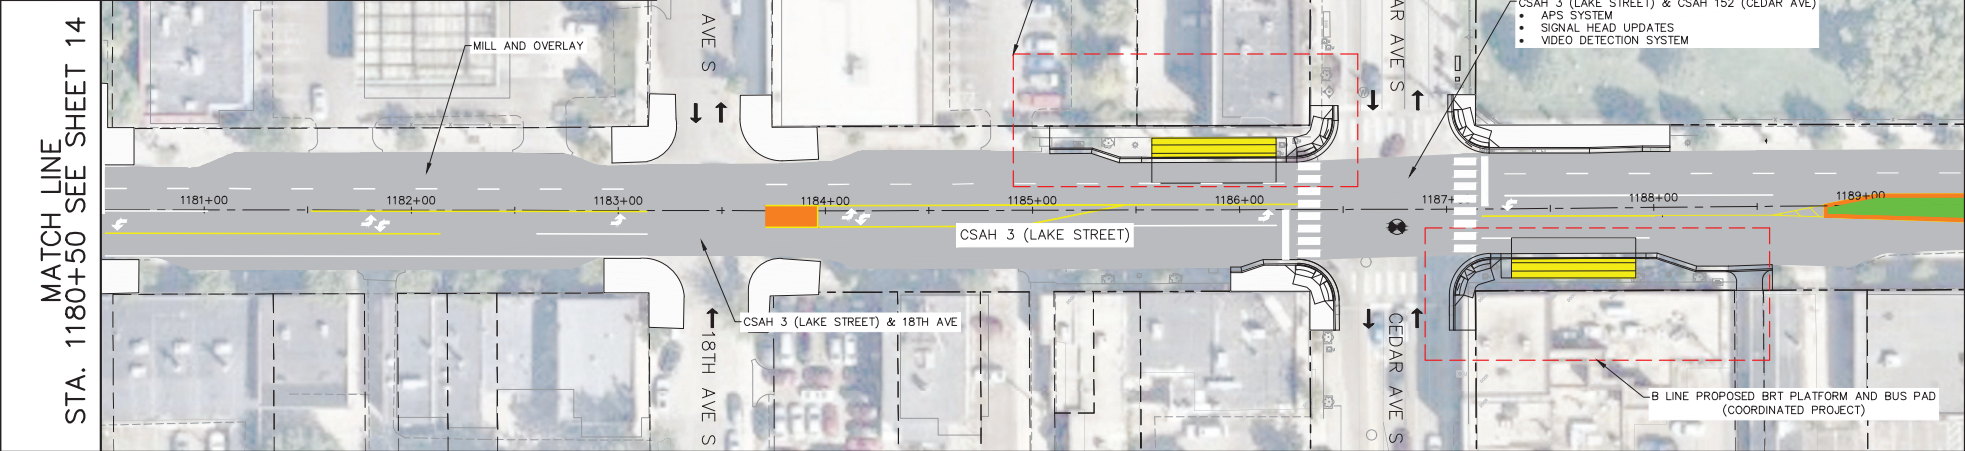 MATCH LINE
STA. 1180+50 SEE SHEET 14
MILL AND OVERLAY
AVE S
AR AVE S
CSAH 3 (LAKE STREET) & CSAH 152 (CEDAR AVE)
• APS SYSTEM
• SIGNAL HEAD UPDATES
• VIDEO DETECTION SYSTEM
1181+00
1182+00
1183+00
1184+00
1185+00
1186+00
1187+
1188+00
1189+00
CSAH 3 (LAKE STREET)
CSAH 3 (LAKE STREET) & 18TH AVE
18TH AVE S
CEDAR AVE S
B LINE PROPOSED BRT PLATFORM AND BUS PAD
(COORDINATED PROJECT)